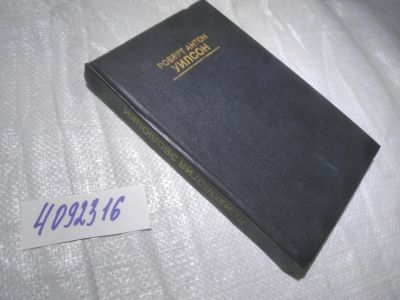 РОБЕРТ АНТОН
УИЛСОН
ПСИХОЛОГИЯ ЭВОЛЮЦИИ
4092316